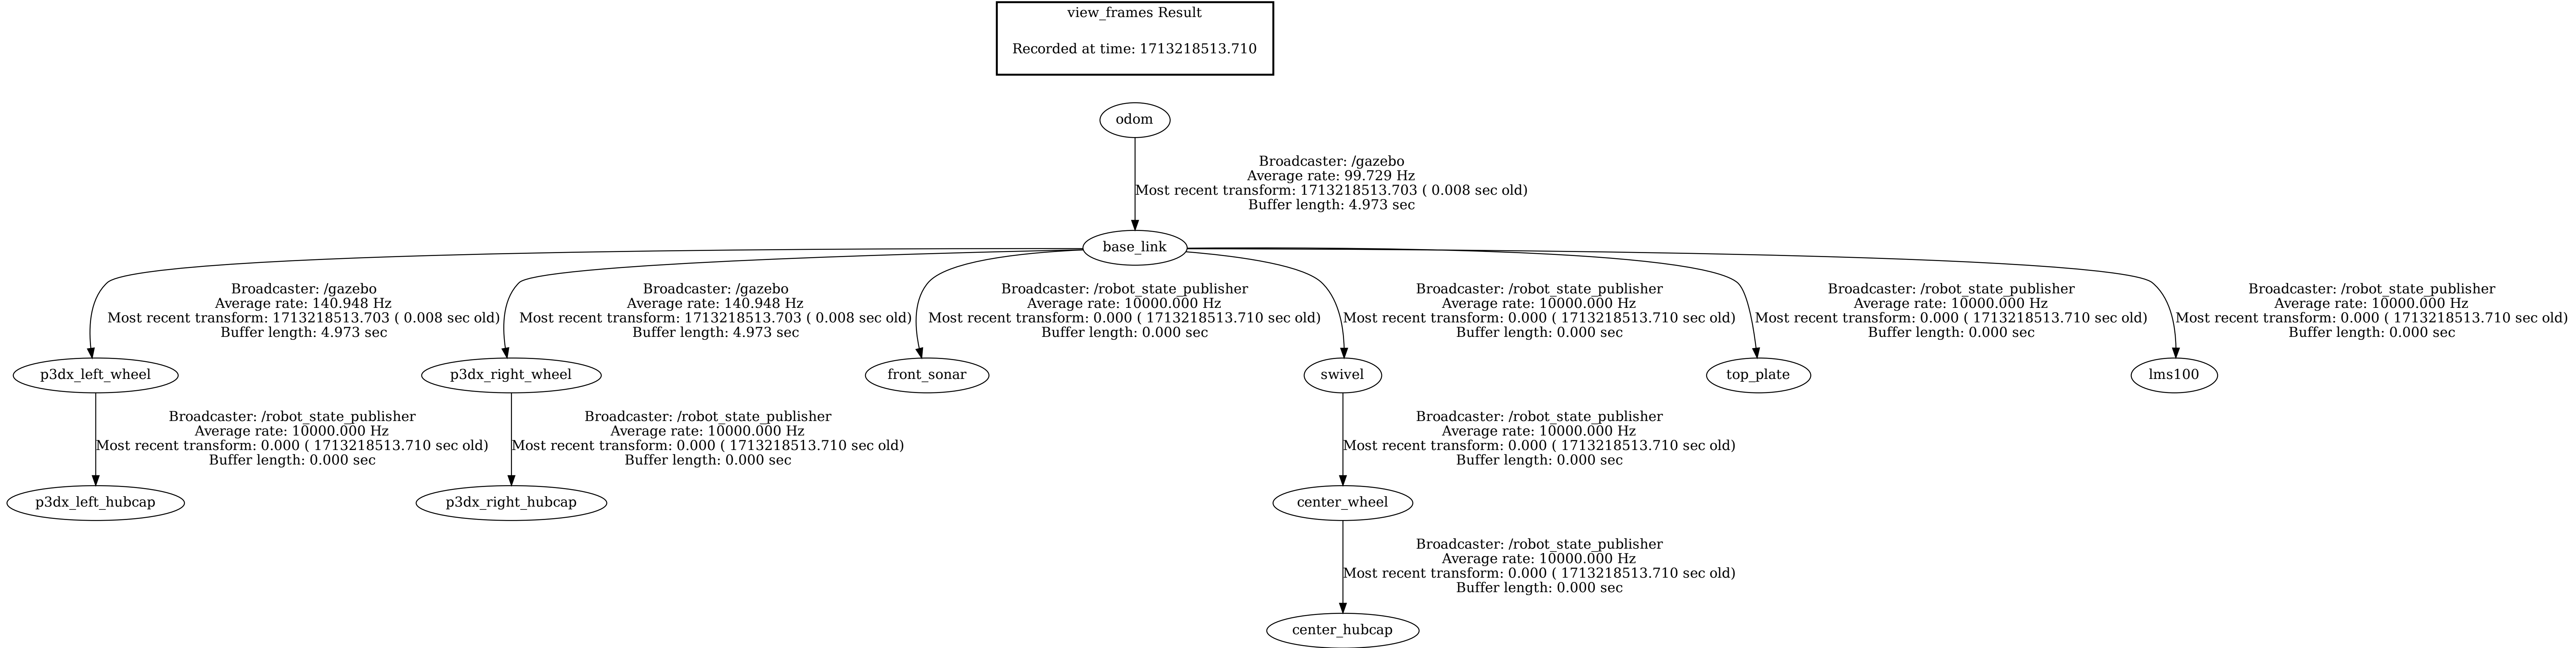 view_frames Result
Recorded at time: 1713218513.710
odom
Broadcaster: /gazebo
Average rate: 99.729 Hz
Most recent transform: 1713218513.703 ( 0.008 sec old)
Buffer length: 4.973 sec
base_link
Broadcaster: /gazebo
Average rate: 140.948 Hz
Most recent transform: 1713218513.703 ( 0.008 sec old)
Buffer length: 4.973 sec
Broadcaster: /gazebo
Average rate: 140.948 Hz
Most recent transform: 1713218513.703 ( 0.008 sec old)
Buffer length: 4.973 sec
Broadcaster: /robot_state_publisher
Average rate: 10000.000 Hz
Most recent transform: 0.000 ( 1713218513.710 sec old)
Buffer length: 0.000 sec
Broadcaster: /robot_state_publisher
Average rate: 10000.000 Hz
Most recent transform: 0.000 ( 1713218513.710 sec old)
Buffer length: 0.000 sec
Broadcaster: /robot_state_publisher
Average rate: 10000.000 Hz
Most recent transform: 0.000 ( 1713218513.710 sec old)
Buffer length: 0.000 sec
Broadcaster: /robot_state_publisher
Average rate: 10000.000 Hz
Most recent transform: 0.000 ( 1713218513.710 sec old)
Buffer length: 0.000 sec
p3dx_left_wheel
p3dx_right_wheel
front_sonar
swivel
top_plate
lms100
Broadcaster: /robot_state_publisher
Average rate: 10000.000 Hz
Most recent transform: 0.000 ( 1713218513.710 sec old)
Buffer length: 0.000 sec
Broadcaster: /robot_state_publisher
Average rate: 10000.000 Hz
Most recent transform: 0.000 ( 1713218513.710 sec old)
Buffer length: 0.000 sec
Broadcaster: /robot_state_publisher
Average rate: 10000.000 Hz
Most recent transform: 0.000 ( 1713218513.710 sec old)
Buffer length: 0.000 sec
p3dx_left_hubcap
p3dx_right_hubcap
center_wheel
Broadcaster: /robot_state_publisher
Average rate: 10000.000 Hz
Most recent transform: 0.000 ( 1713218513.710 sec old)
Buffer length: 0.000 sec
center_hubcap